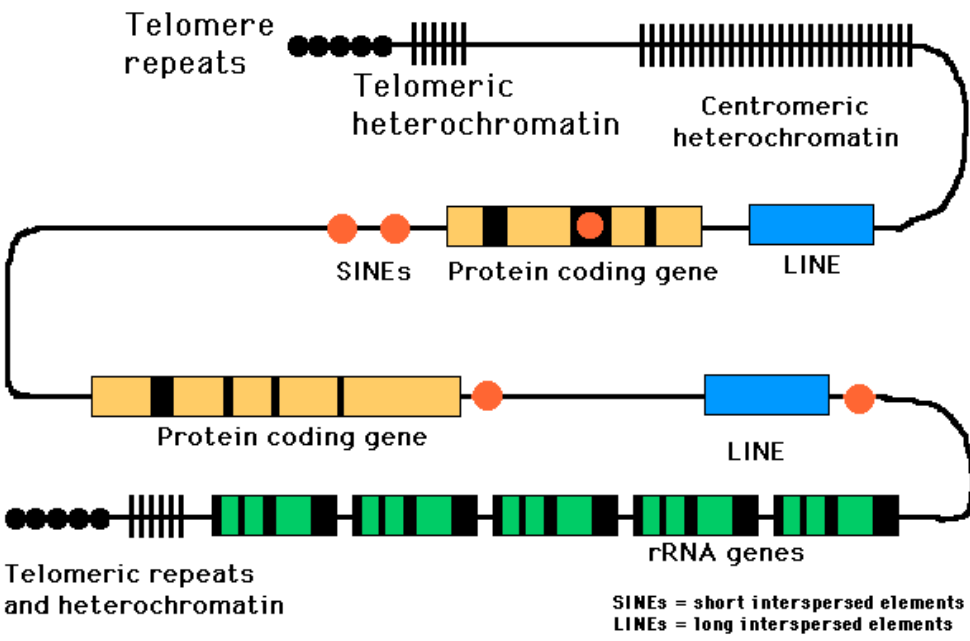 Telomere
repeats
Telomeric
heterochromatin
Centromeric
heterochromatin
SINEs
Protein coding gene
LINE
Protein coding gene
LINE
rRNA genes
Telomeric repeats
and heterochromatin
SINEs = short interspersed elements
LINEs = long interspersed elements